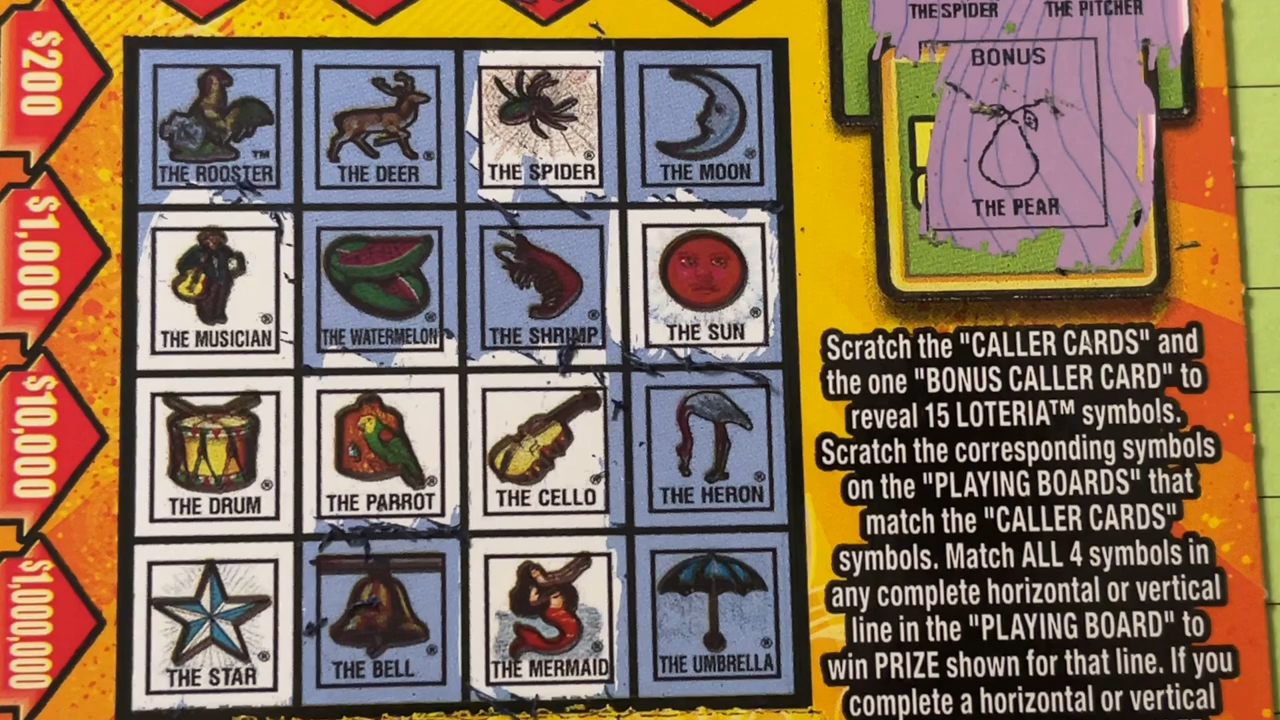 THE SPIDER THE PITCHER
BONUS
THE PEAR
$200
$1,000
$10,000
$1,000,000
THE ROOSTER™ THE DEER® THE SPIDER® THE MOON®
THE MUSICIAN® THE WATERMELON® THE SHRIMP® THE SUN®
THE DRUM® THE PARROT® THE CELLO® THE HERON®
THE STAR® THE BELL® THE MERMAID® THE UMBRELLA®
Scratch the "CALLER CARDS" and
the one "BONUS CALLER CARD" to
reveal 15 LOTERIA™ symbols.
Scratch the corresponding symbols
on the "PLAYING BOARDS" that
match the "CALLER CARDS"
symbols. Match ALL 4 symbols in
any complete horizontal or vertical
line in the "PLAYING BOARD" to
win PRIZE shown for that line. If you
complete a horizontal or vertical